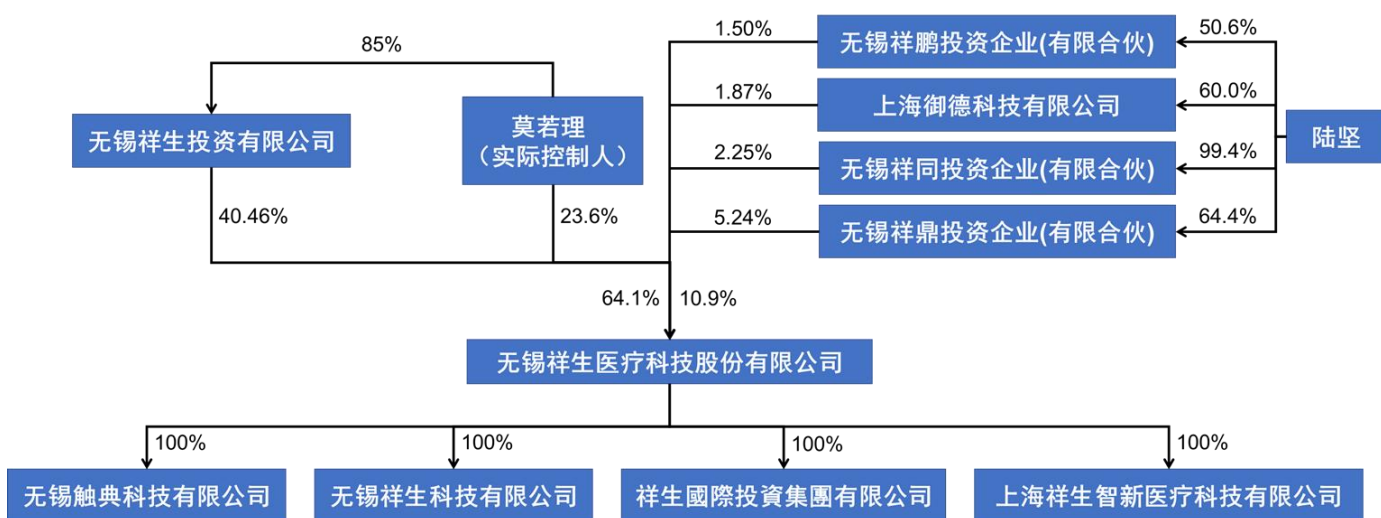 85%
1.50%
无锡祥鹏投资企业(有限合伙)
50.6%
1.87%
上海御德科技有限公司
60.0%
无锡祥生投资有限公司
莫若理
（实际控制人）
陆坚
2.25%
无锡祥同投资企业(有限合伙)
99.4%
40.46%
23.6%
5.24%
无锡祥鼎投资企业(有限合伙)
64.4%
64.1%
10.9%
无锡祥生医疗科技股份有限公司
100%
100%
100%
100%
无锡触典科技有限公司
无锡祥生科技有限公司
祥生國際投資集團有限公司
上海祥生智新医疗科技有限公司